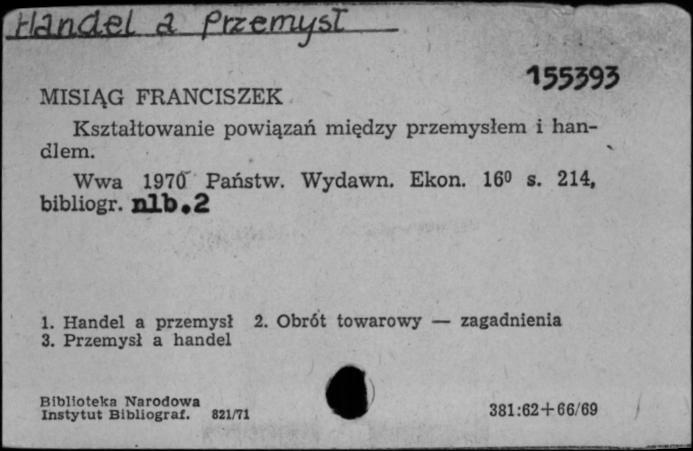 Handel a Przemysł
155393
MISIĄG FRANCISZEK
Kształtowanie powiązań między przemysłem i han-
dlem.
Wwa 1970 Państw. Wydawn. Ekon. 16⁰ s. 214,
bibliogr. nlb.2
1. Handel a przemysł 2. Obrót towarowy — zagadnienia
3. Przemysł a handel
Biblioteka Narodowa
Instytut Bibliograf. 821/71
381:62+66/69